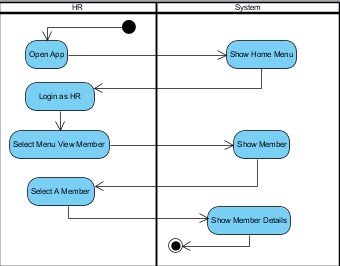 HR
System
Open App
Show Home Menu
Login as HR
Select Menu View Member
Show Member
Select A Member
Show Member Details